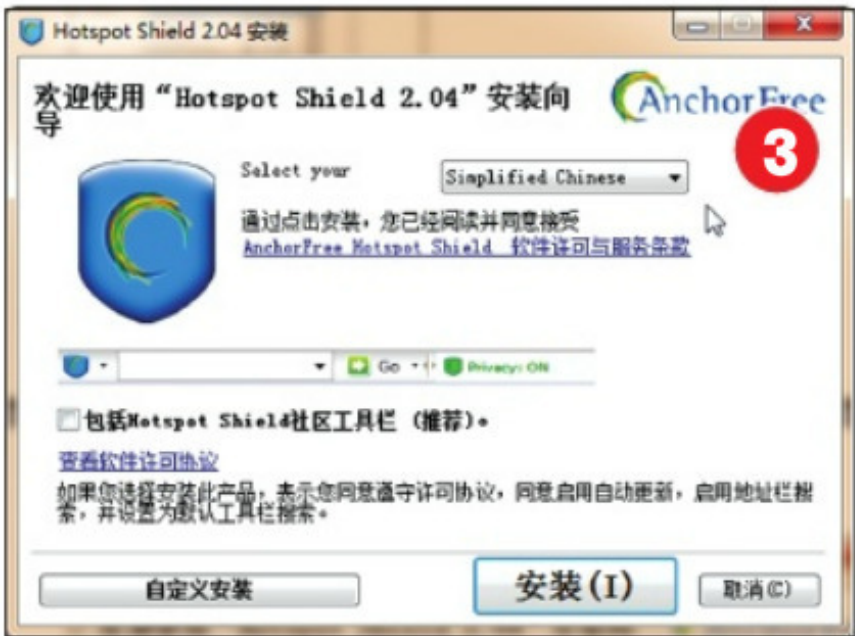 Hotspot Shield 2.04 安装
欢迎使用“Hotspot Shield 2.04”安装向
导
AnchorFree
3
Select your
Simplified Chinese
通过点击安装，您已经阅读并同意接受
AnchorFree Hotspot Shield 软件许可与服务条款
Go
Privacy: ON
包括Hotspot Shield社区工具栏 (推荐)。
查看软件许可协议
如果您选择安装此产品，表示您同意遵守许可协议，同意启用自动更新，启用地址栏搜
索，并设置为默认工具栏搜索。
自定义安装
安装(I)
取消(C)